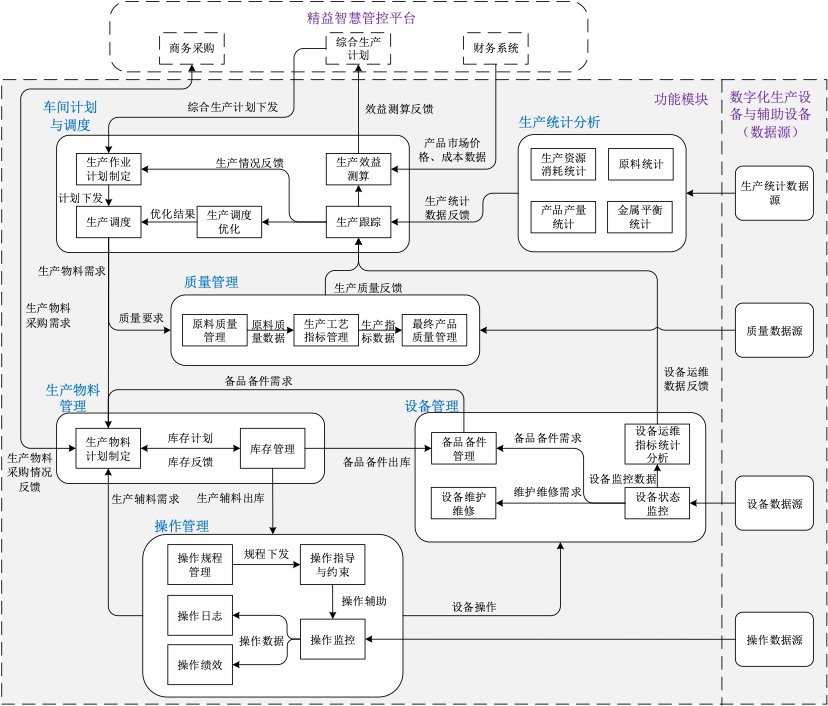 精益智慧管控平台
商务采购
综合生产
计划
财务系统
车间计划
与调度
综合生产计划下发
效益测算反馈
生产统计分析
功能模块
数字化生产设
备与辅助设备
（数据源）
生产作业
计划制定
生产情况反馈
生产效益
测算
产品市场价
格、成本数据
生产资源
消耗统计
原料统计
计划下发
生产调度
优化结果
生产调度
优化
生产跟踪
生产统计
数据反馈
产品产量
统计
金属平衡
统计
生产统计数据
源
生产物料需求
质量管理
生产质量反馈
生产物料
采购需求
质量要求
原料质量
管理
原料质
量数据
生产工艺
指标管理
生产指
标数据
最终产品
质量管理
质量数据源
设备运维
数据反馈
备品备件需求
生产物料
管理
设备管理
生产物料
计划制定
库存计划
库存反馈
库存管理
备品备件出库
备品备件
管理
备品备件需求
设备运维
指标统计
分析
设备监控数据
生产物料
采购情况
反馈
设备维护
维修
维护维修需求
设备状态
监控
设备数据源
生产辅料需求
生产辅料出库
操作管理
操作规程
管理
规程下发
操作指导
与约束
操作辅助
操作日志
操作数据
操作监控
操作绩效
设备操作
操作数据源